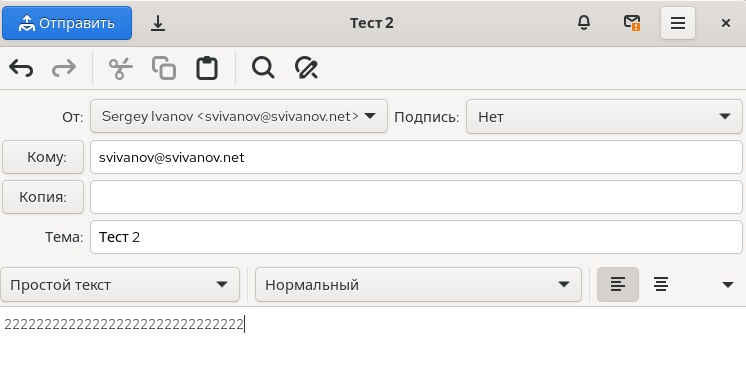 Отправить
Тест 2
От: Sergey Ivanov <svivanov@svivanov.net> Подпись: Нет
Кому: svivanov@svivanov.net
Копия:
Тема: Тест 2
Простой текст Нормальный
222222222222222222222222222222